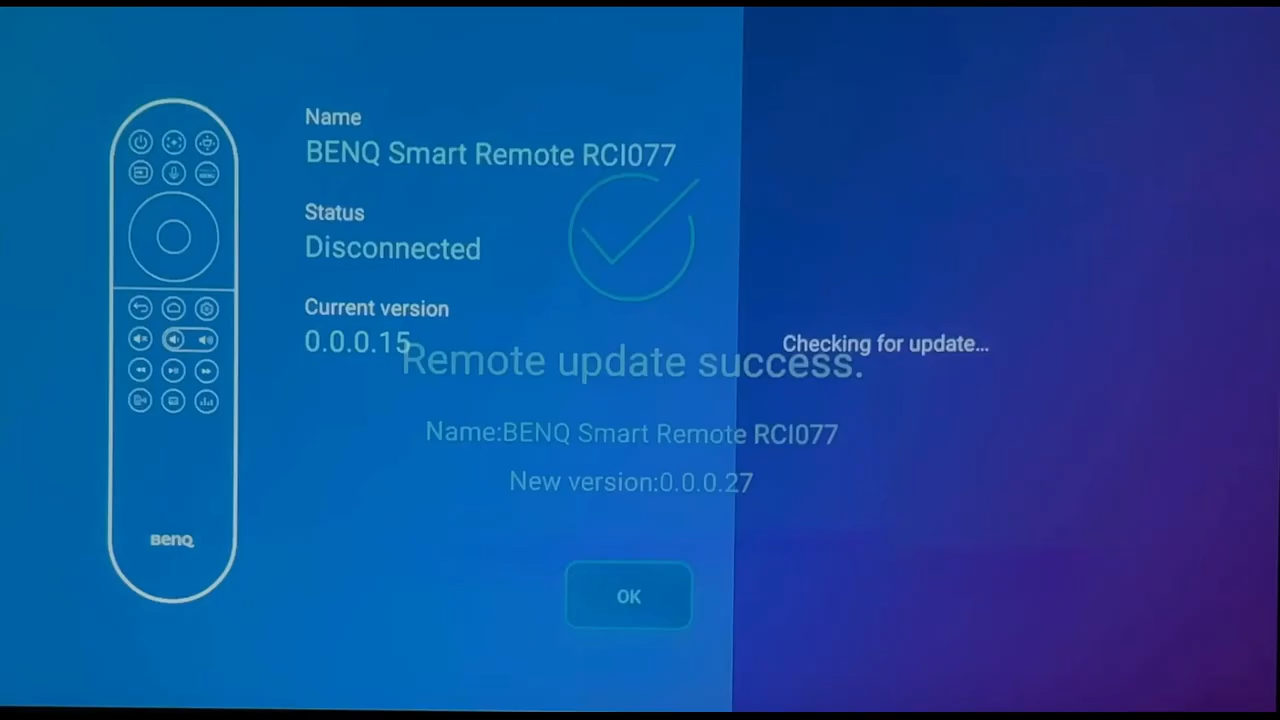 Name
BENQ Smart Remote RCI077
Status
Disconnected
Current version
0.0.0.15
Checking for update...
Remote update success.
Name:BENQ Smart Remote RCI077
New version:0.0.0.27
OK
BenQ